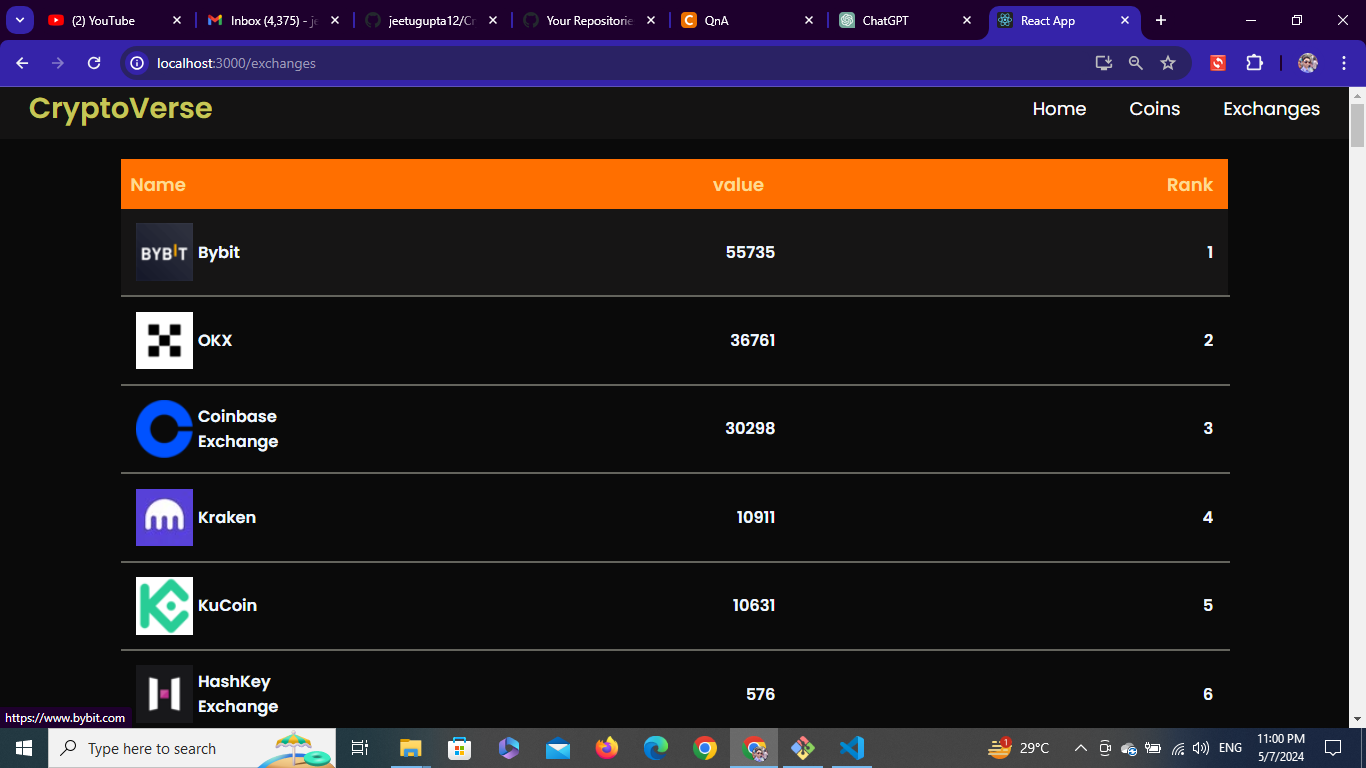 (2) YouTube
Inbox (4,375) - je
jeetugupta12/Cr
Your Repositorie
QnA
ChatGPT
React App
localhost:3000/exchanges
CryptoVerse
Home
Coins
Exchanges
Name value Rank
BYBIT Bybit 55735 1
OKX 36761 2
Coinbase
Exchange 30298 3
Kraken 10911 4
KuCoin 10631 5
HashKey
Exchange 576 6
https://www.bybit.com
Type here to search
1
29°C
ENG
11:00 PM
5/7/2024